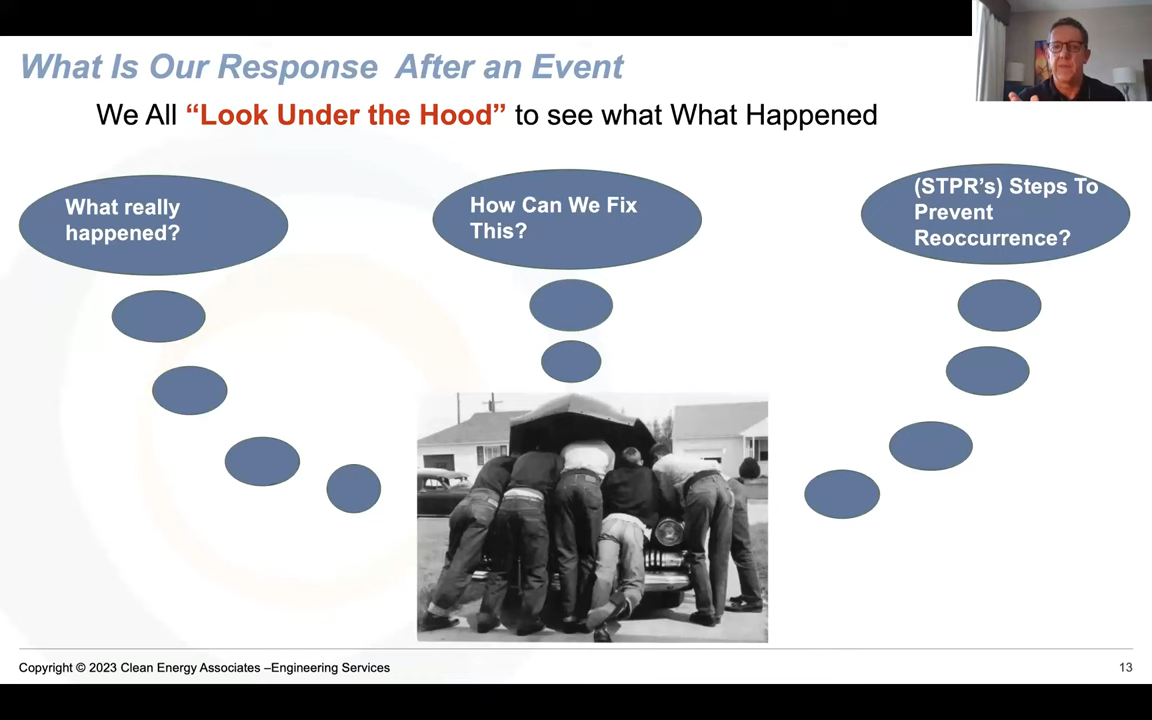 What Is Our Response After an Event
We All “Look Under the Hood” to see what What Happened
What really
happened?
How Can We Fix
This?
(STPR’s) Steps To
Prevent
Reoccurrence?
Copyright © 2023 Clean Energy Associates –Engineering Services
13